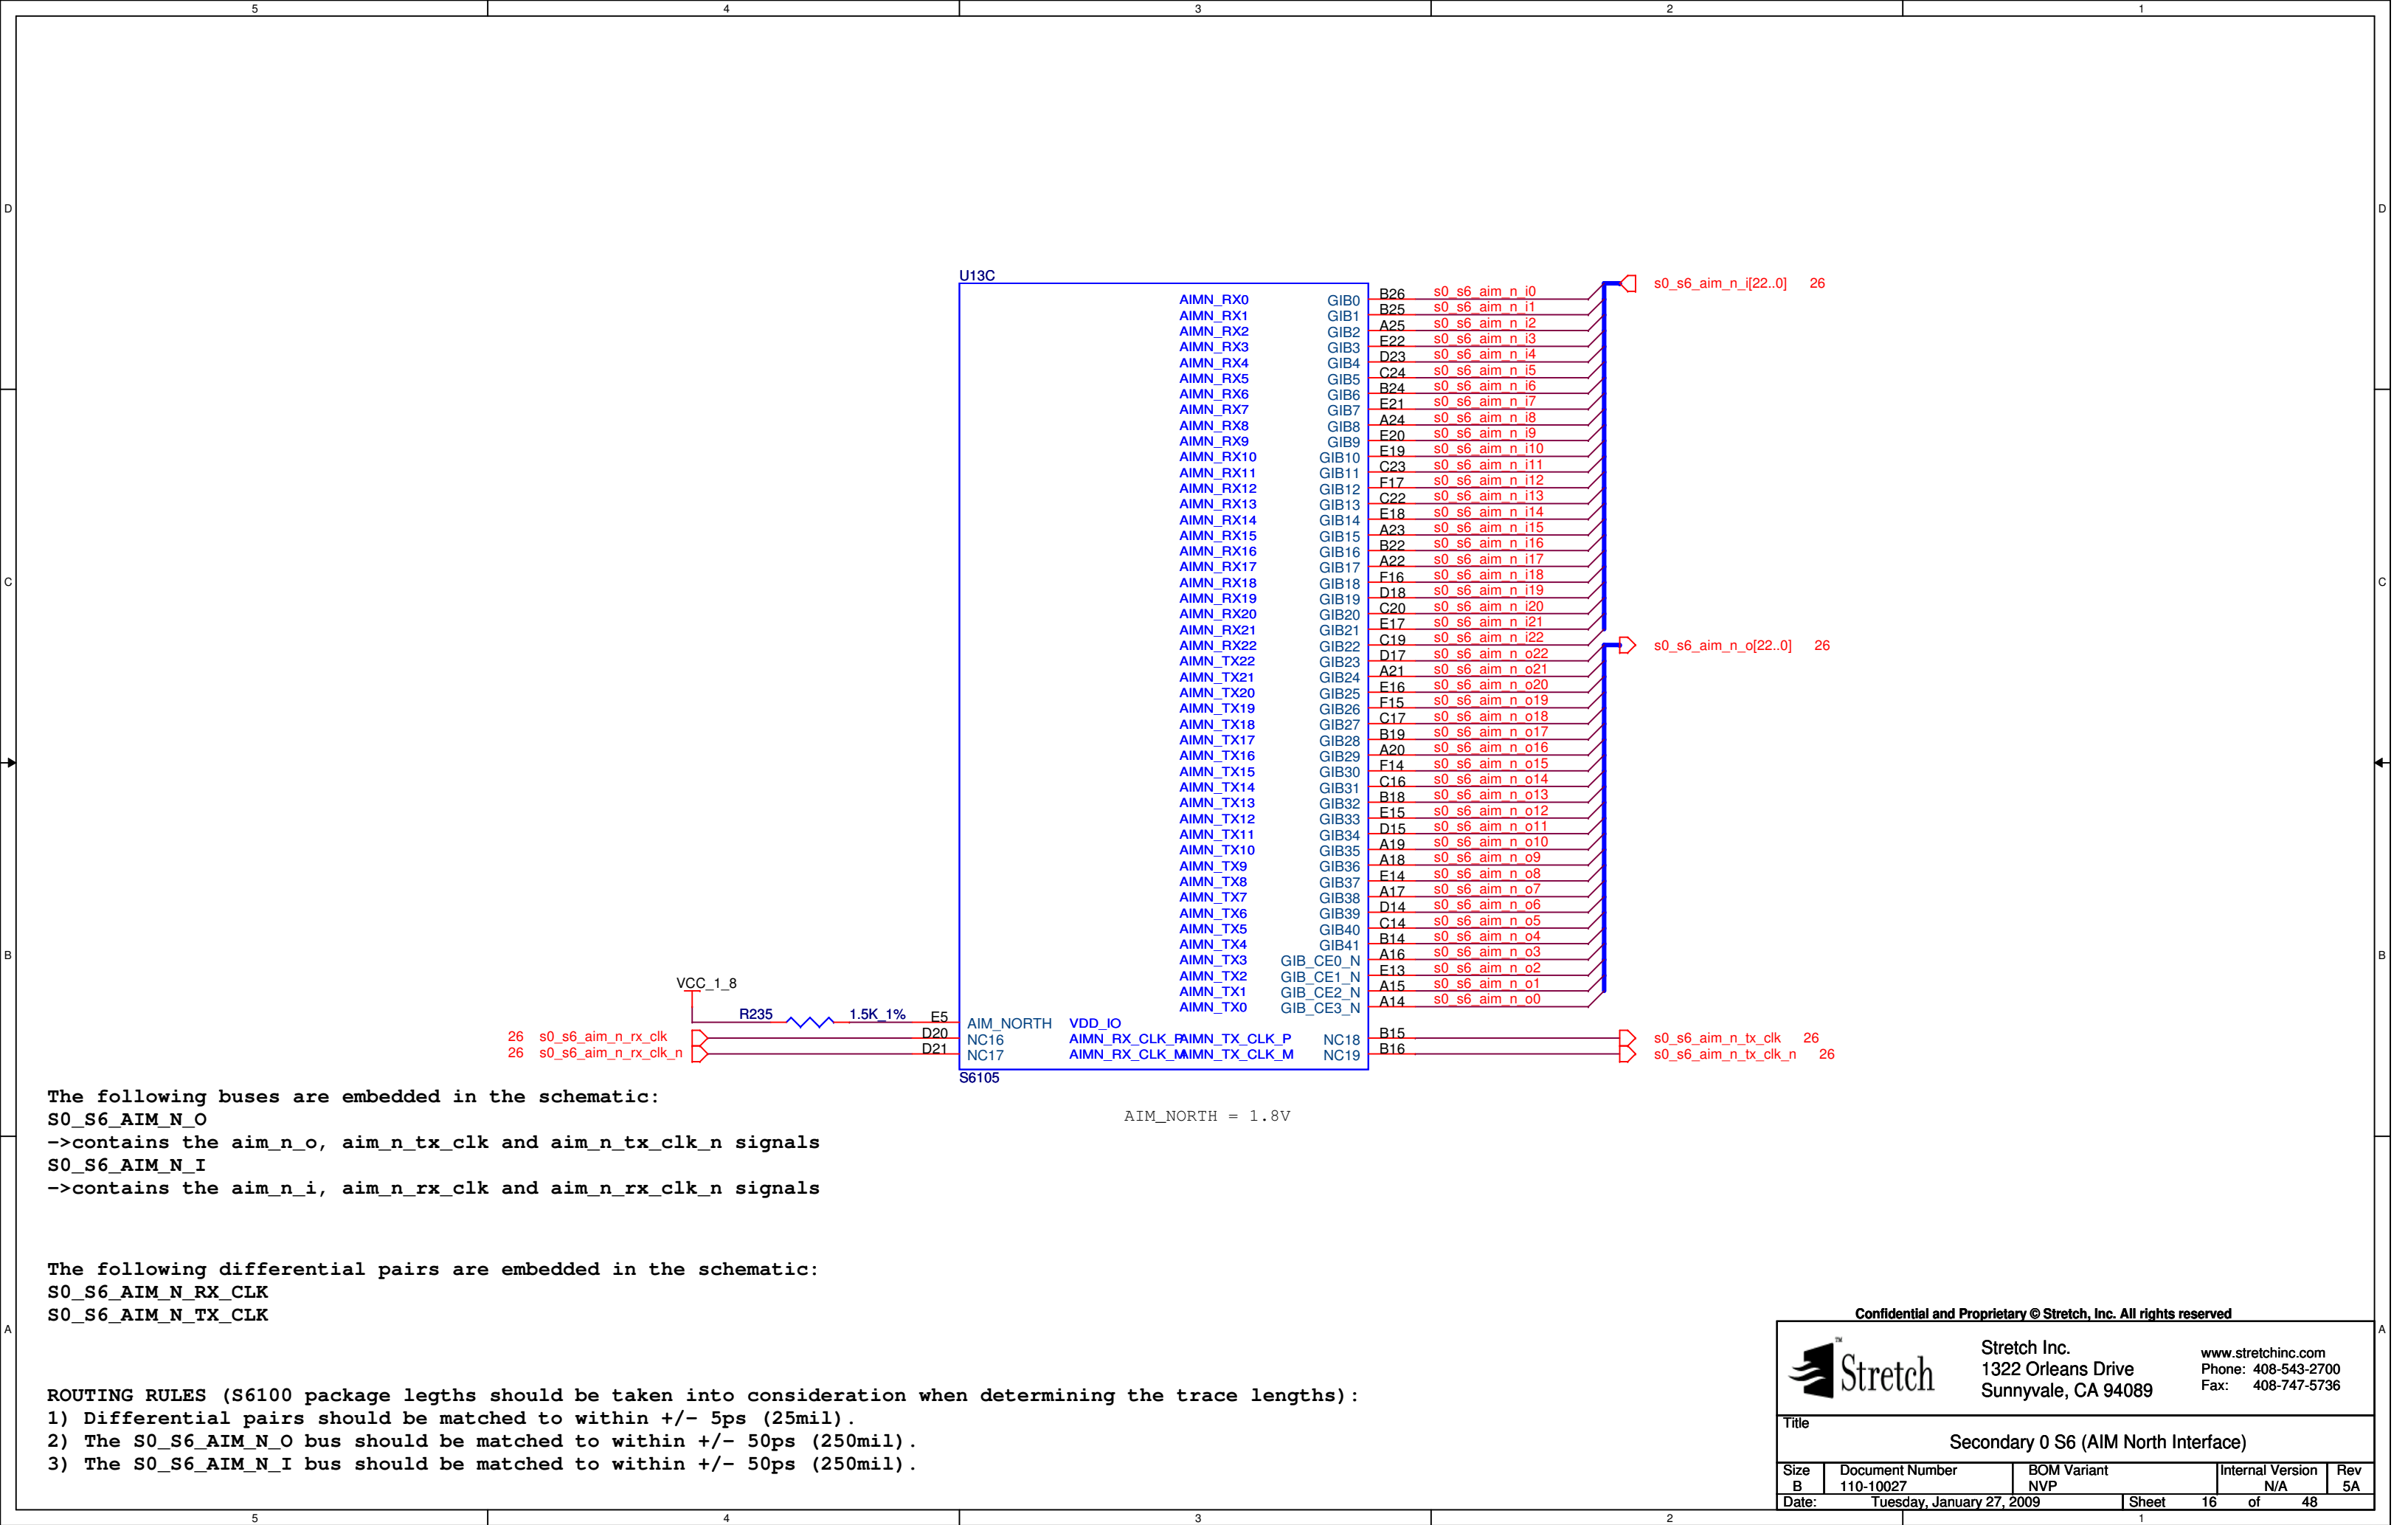 5 4 3 2 1
D D
C C
B B
A A
U13C
AIMN_RX0 GIB0 B26 s0_s6_aim_n_i0
AIMN_RX1 GIB1 B25 s0_s6_aim_n_i1
AIMN_RX2 GIB2 A25 s0_s6_aim_n_i2
AIMN_RX3 GIB3 E22 s0_s6_aim_n_i3
AIMN_RX4 GIB4 D23 s0_s6_aim_n_i4
AIMN_RX5 GIB5 C24 s0_s6_aim_n_i5
AIMN_RX6 GIB6 B24 s0_s6_aim_n_i6
AIMN_RX7 GIB7 E21 s0_s6_aim_n_i7
AIMN_RX8 GIB8 A24 s0_s6_aim_n_i8
AIMN_RX9 GIB9 E20 s0_s6_aim_n_i9
AIMN_RX10 GIB10 E19 s0_s6_aim_n_i10
AIMN_RX11 GIB11 C23 s0_s6_aim_n_i11
AIMN_RX12 GIB12 F17 s0_s6_aim_n_i12
AIMN_RX13 GIB13 C22 s0_s6_aim_n_i13
AIMN_RX14 GIB14 E18 s0_s6_aim_n_i14
AIMN_RX15 GIB15 A23 s0_s6_aim_n_i15
AIMN_RX16 GIB16 B22 s0_s6_aim_n_i16
AIMN_RX17 GIB17 A22 s0_s6_aim_n_i17
AIMN_RX18 GIB18 F16 s0_s6_aim_n_i18
AIMN_RX19 GIB19 D18 s0_s6_aim_n_i19
AIMN_RX20 GIB20 C20 s0_s6_aim_n_i20
AIMN_RX21 GIB21 E17 s0_s6_aim_n_i21
AIMN_RX22 GIB22 C19 s0_s6_aim_n_i22
AIMN_TX22 GIB23 D17 s0_s6_aim_n_o22
AIMN_TX21 GIB24 A21 s0_s6_aim_n_o21
AIMN_TX20 GIB25 E16 s0_s6_aim_n_o20
AIMN_TX19 GIB26 F15 s0_s6_aim_n_o19
AIMN_TX18 GIB27 C17 s0_s6_aim_n_o18
AIMN_TX17 GIB28 B19 s0_s6_aim_n_o17
AIMN_TX16 GIB29 A20 s0_s6_aim_n_o16
AIMN_TX15 GIB30 F14 s0_s6_aim_n_o15
AIMN_TX14 GIB31 C16 s0_s6_aim_n_o14
AIMN_TX13 GIB32 B18 s0_s6_aim_n_o13
AIMN_TX12 GIB33 E15 s0_s6_aim_n_o12
AIMN_TX11 GIB34 D15 s0_s6_aim_n_o11
AIMN_TX10 GIB35 A19 s0_s6_aim_n_o10
AIMN_TX9 GIB36 A18 s0_s6_aim_n_o9
AIMN_TX8 GIB37 E14 s0_s6_aim_n_o8
AIMN_TX7 GIB38 A17 s0_s6_aim_n_o7
AIMN_TX6 GIB39 D14 s0_s6_aim_n_o6
AIMN_TX5 GIB40 C14 s0_s6_aim_n_o5
AIMN_TX4 GIB41 B14 s0_s6_aim_n_o4
AIMN_TX3 GIB_CE0_N A16 s0_s6_aim_n_o3
AIMN_TX2 GIB_CE1_N E13 s0_s6_aim_n_o2
AIMN_TX1 GIB_CE2_N A15 s0_s6_aim_n_o1
AIMN_TX0 GIB_CE3_N A14 s0_s6_aim_n_o0
s0_s6_aim_n_i[22..0] 26
s0_s6_aim_n_o[22..0] 26
VCC_1_8
R235 1.5K_1% E5 AIM_NORTH VDD_IO
26 s0_s6_aim_n_rx_clk D20 NC16 AIMN_RX_CLK_P AIMN_TX_CLK_P NC18 B15 s0_s6_aim_n_tx_clk 26
26 s0_s6_aim_n_rx_clk_n D21 NC17 AIMN_RX_CLK_M AIMN_TX_CLK_M NC19 B16 s0_s6_aim_n_tx_clk_n 26
S6105
AIM_NORTH = 1.8V
The following buses are embedded in the schematic:
S0_S6_AIM_N_O
->contains the aim_n_o, aim_n_tx_clk and aim_n_tx_clk_n signals
S0_S6_AIM_N_I
->contains the aim_n_i, aim_n_rx_clk and aim_n_rx_clk_n signals
The following differential pairs are embedded in the schematic:
S0_S6_AIM_N_RX_CLK
S0_S6_AIM_N_TX_CLK
ROUTING RULES (S6100 package legths should be taken into consideration when determining the trace lengths):
1) Differential pairs should be matched to within +/- 5ps (25mil).
2) The S0_S6_AIM_N_O bus should be matched to within +/- 50ps (250mil).
3) The S0_S6_AIM_N_I bus should be matched to within +/- 50ps (250mil).
Confidential and Proprietary © Stretch, Inc. All rights reserved
Stretch™
Stretch Inc.
1322 Orleans Drive
Sunnyvale, CA 94089
www.stretchinc.com
Phone: 408-543-2700
Fax: 408-747-5736
Title
Secondary 0 S6 (AIM North Interface)
Size Document Number BOM Variant Internal Version Rev
B 110-10027 NVP N/A 5A
Date: Tuesday, January 27, 2009 Sheet 16 of 48
5 4 3 2 1